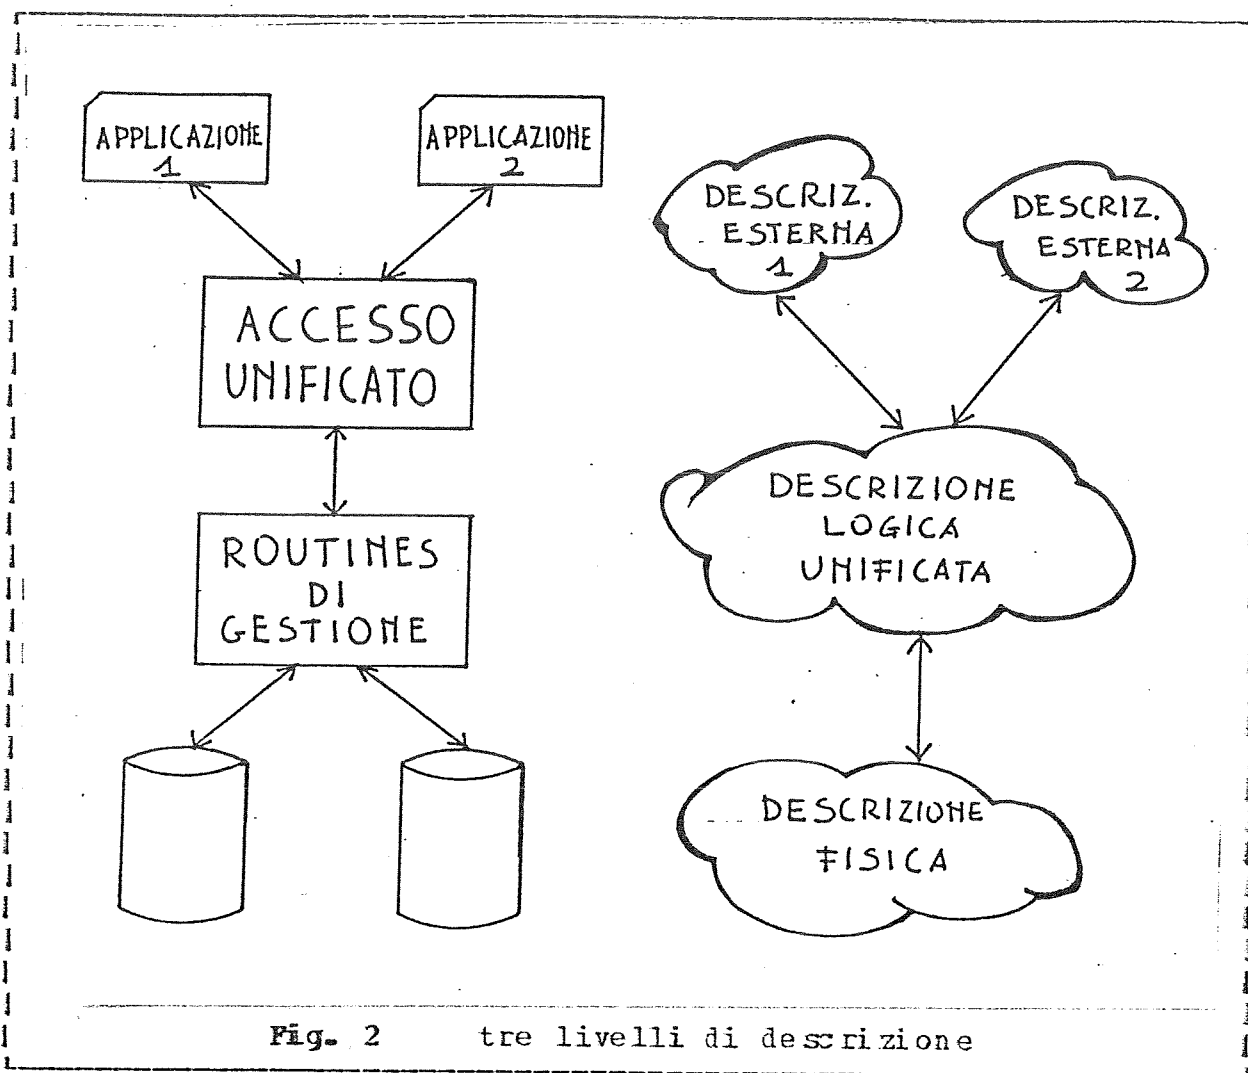 APPLICAZIONE
1
APPLICAZIONE
2
ACCESSO
UNIFICATO
ROUTINES
DI
GESTIONE
DESCRIZ.
ESTERNA
1
DESCRIZ.
ESTERNA
2
DESCRIZIONE
LOGICA
UNIFICATA
DESCRIZIONE
FISICA
Fig. 2 tre livelli di descrizione